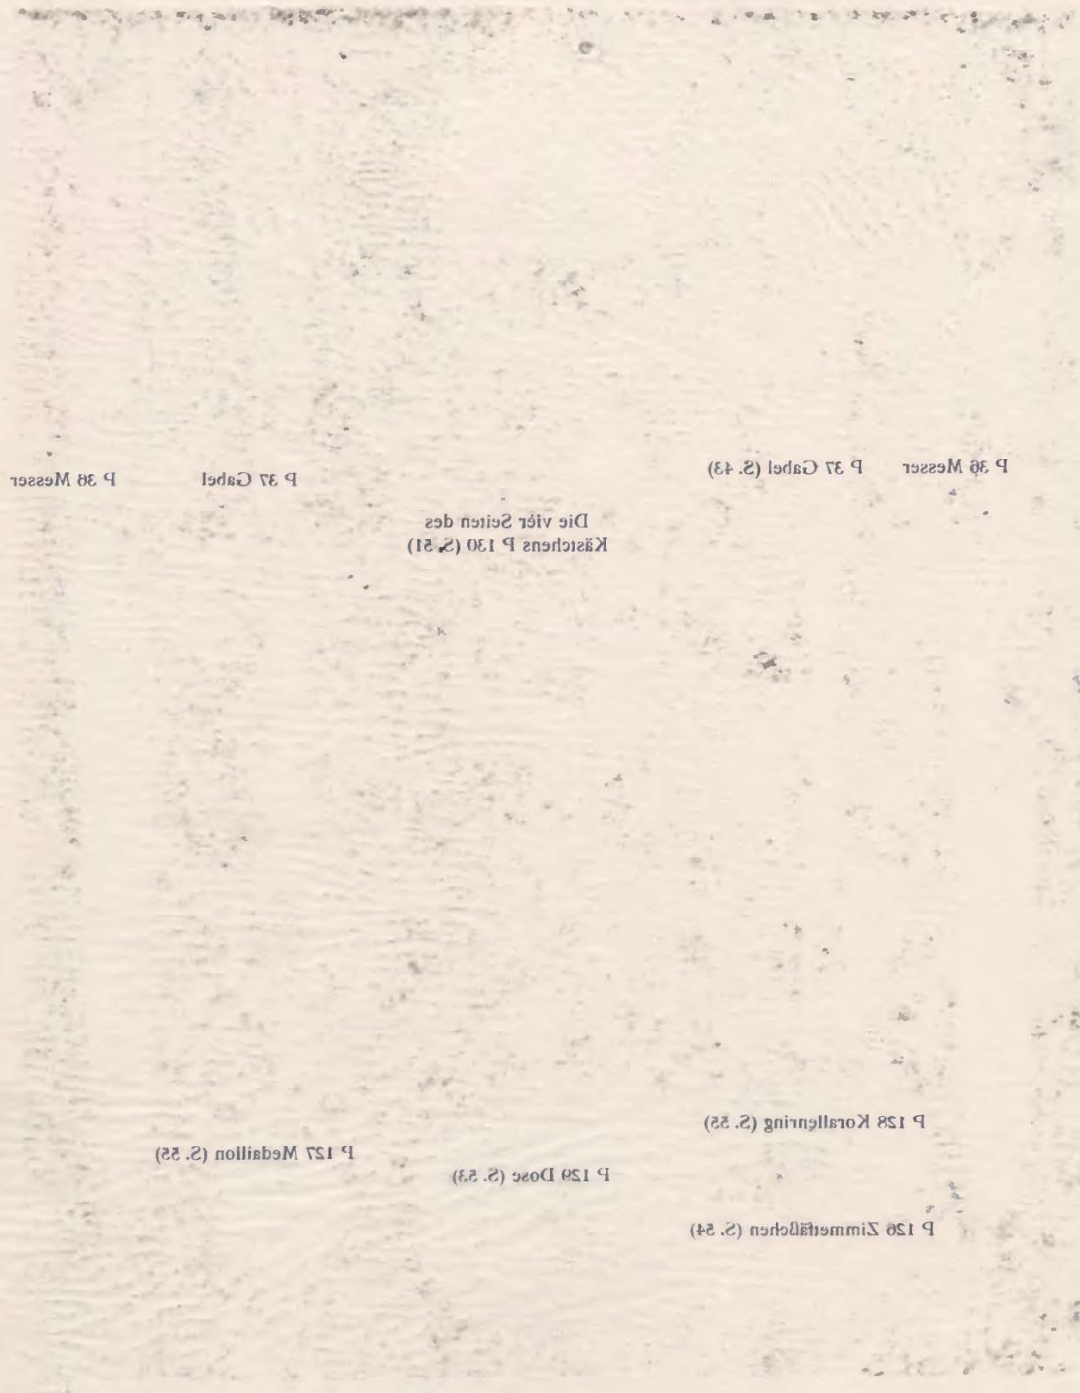 P 36 Messer P 37 Gabel (S. 43)
P 37 Gabel P 36 Messer
Die vier Seiten des
Kästchens P 130 (S. 51)
P 128 Korallenring (S. 55)
P 129 Dose (S. 53)
P 127 Medaillon (S. 55)
P 126 Zimmetfäßchen (S. 54)